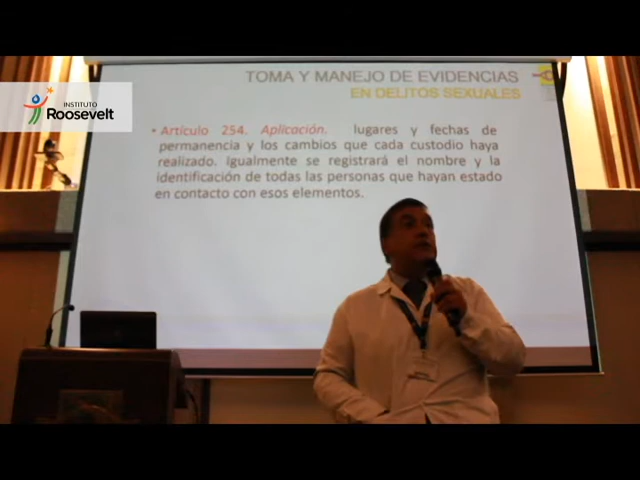 TOMA Y MANEJO DE EVIDENCIAS
EN DELITOS SEXUALES
INSTITUTO
Roosevelt
• Artículo 254. Aplicación. lugares y fechas de
permanencia y los cambios que cada custodio haya
realizado. Igualmente se registrará el nombre y la
identificación de todas las personas que hayan estado
en contacto con esos elementos.